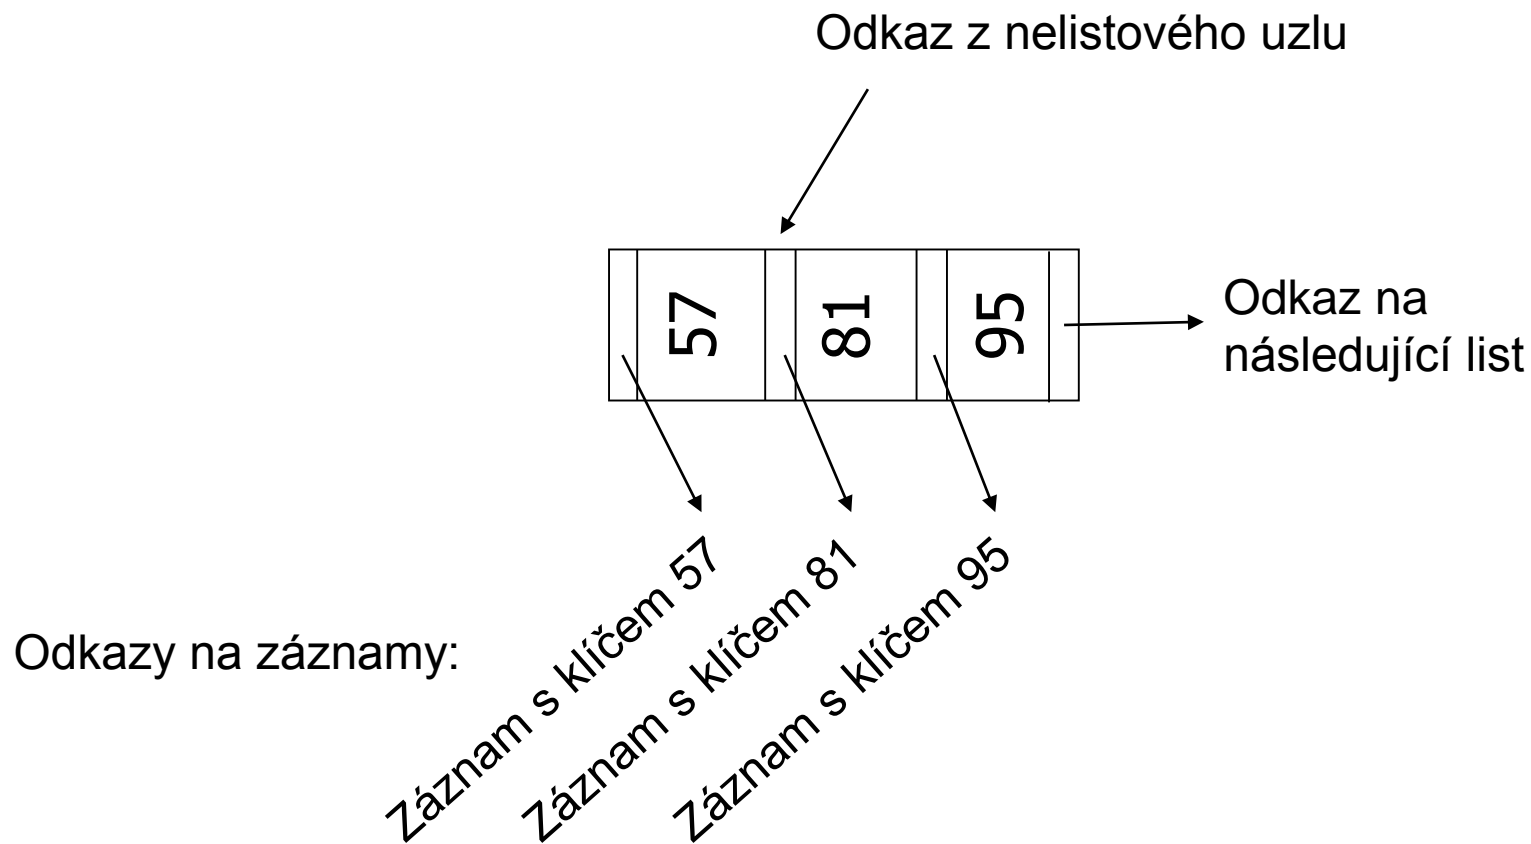 Odkaz z nelistového uzlu
57
81
95
Odkaz na
následující list
Odkazy na záznamy:
Záznam s klíčem 57
Záznam s klíčem 81
Záznam s klíčem 95